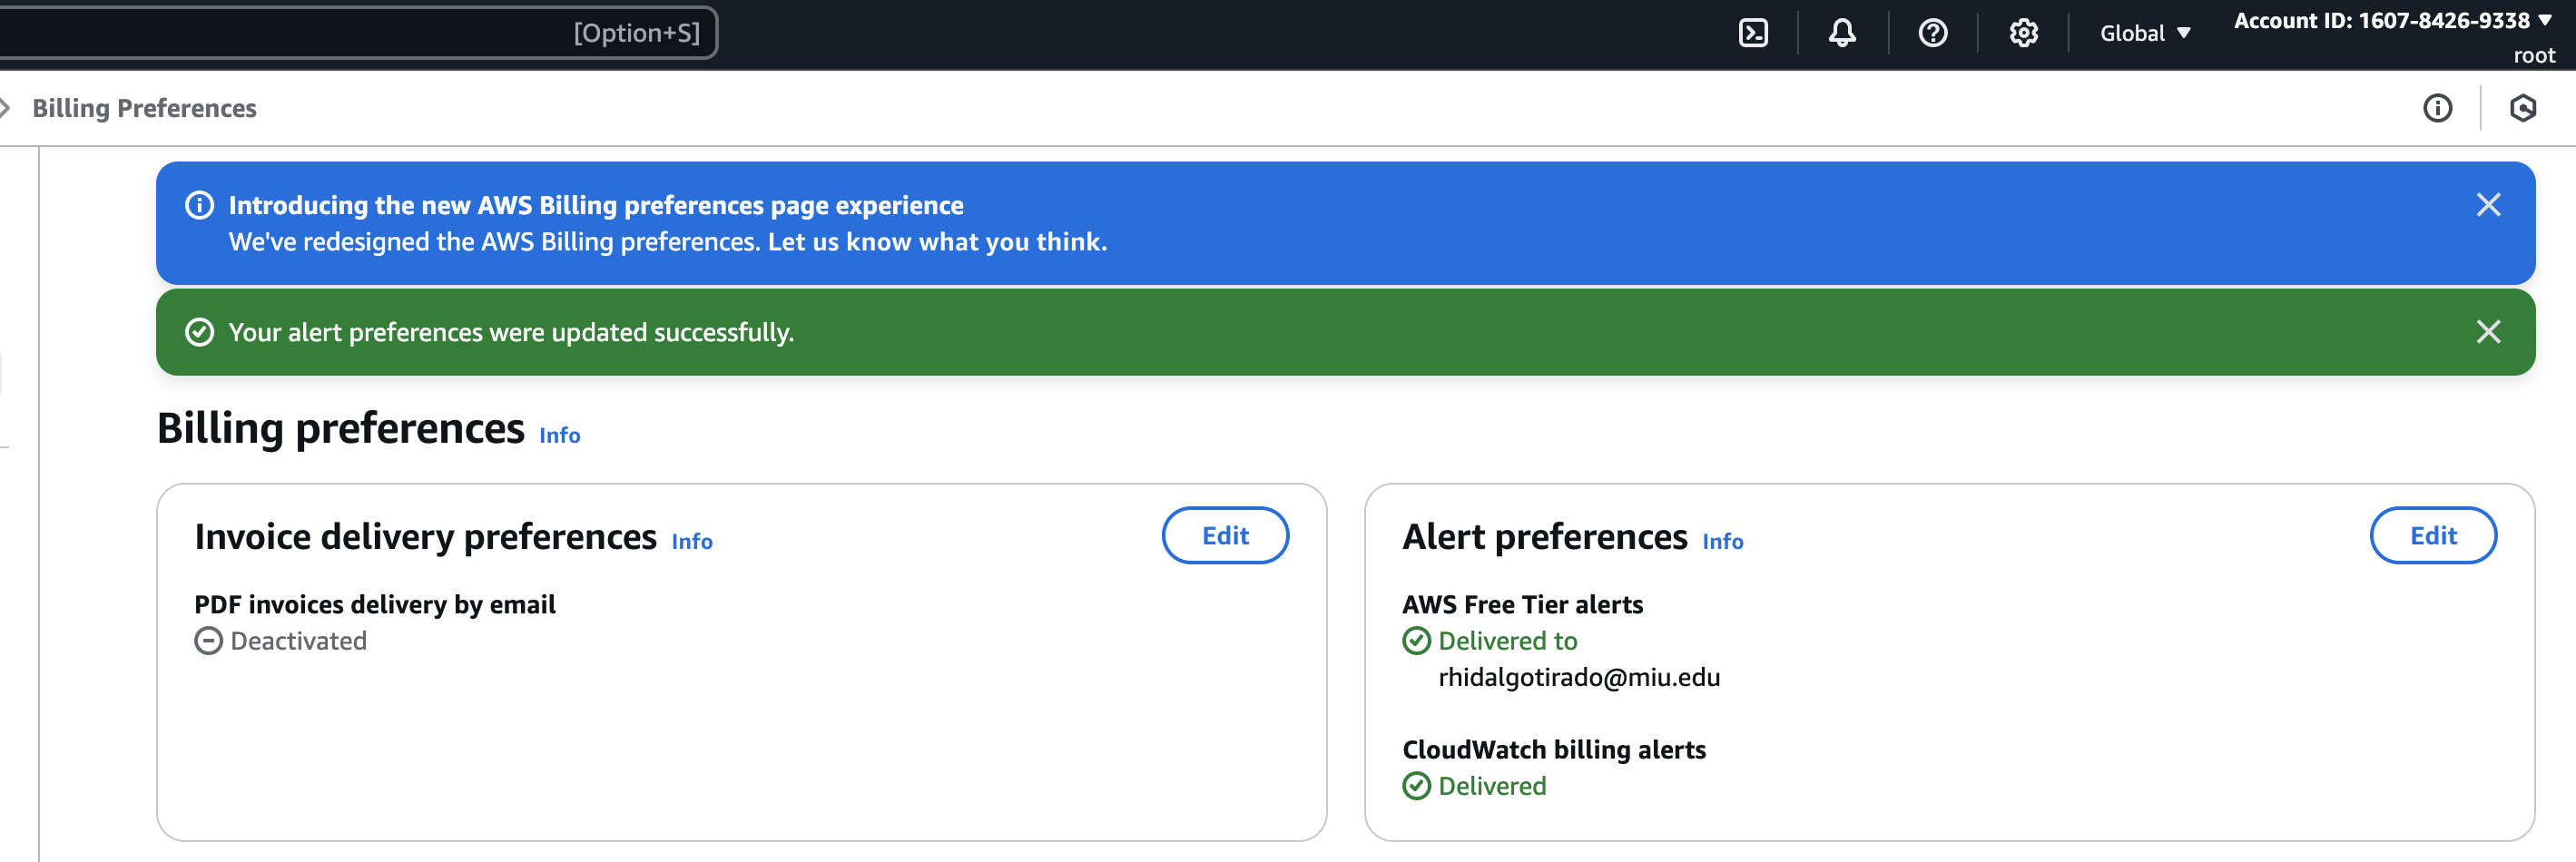 [Option+S]
Global ▼
Account ID: 1607-8426-9338 ▼
root
Billing Preferences
Introducing the new AWS Billing preferences page experience
We've redesigned the AWS Billing preferences. Let us know what you think.
Your alert preferences were updated successfully.
Billing preferences Info
Invoice delivery preferences Info
Edit
PDF invoices delivery by email
Deactivated
Alert preferences Info
Edit
AWS Free Tier alerts
Delivered to
rhidalgotirado@miu.edu
CloudWatch billing alerts
Delivered